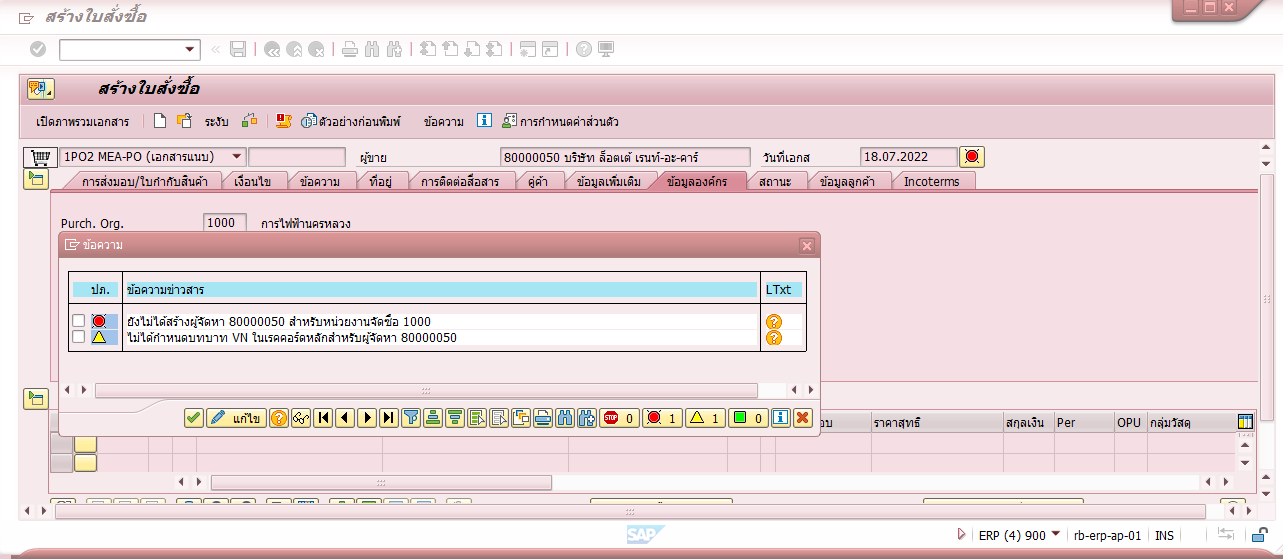 สร้างใบสั่งซื้อ
สร้างใบสั่งซื้อ
เปิดภาพรวมเอกสาร ระงับ ตัวอย่างก่อนพิมพ์ ข้อความ การกำหนดค่าส่วนตัว
1PO2 MEA-PO (เอกสารแนบ) ผู้ขาย 80000050 บริษัท ล็อตเต้ เรนท์-อะ-คาร์ วันที่เอกส 18.07.2022
การส่งมอบ/ใบกำกับสินค้า เงื่อนไข ข้อความ ที่อยู่ การติดต่อสื่อสาร คู่ค้า ข้อมูลเพิ่มเติม ข้อมูลองค์กร สถานะ ข้อมูลลูกค้า Incoterms
Purch. Org. 1000 การไฟฟ้านครหลวง
ข้อความ
ปภ. ข้อความข่าวสาร LTxt
ยังไม่ได้สร้างผู้จัดหา 80000050 สำหรับหน่วยงานจัดซื้อ 1000
ไม่ได้กำหนดบทบาท VN ในเรคคอร์ดหลักสำหรับผู้จัดหา 80000050
แก้ไข STOP 0 1 1 0
อบ ราคาสุทธิ สกุลเงิน Per OPU กลุ่มวัสดุ
SAP
ERP (4) 900 rb-erp-ap-01 INS